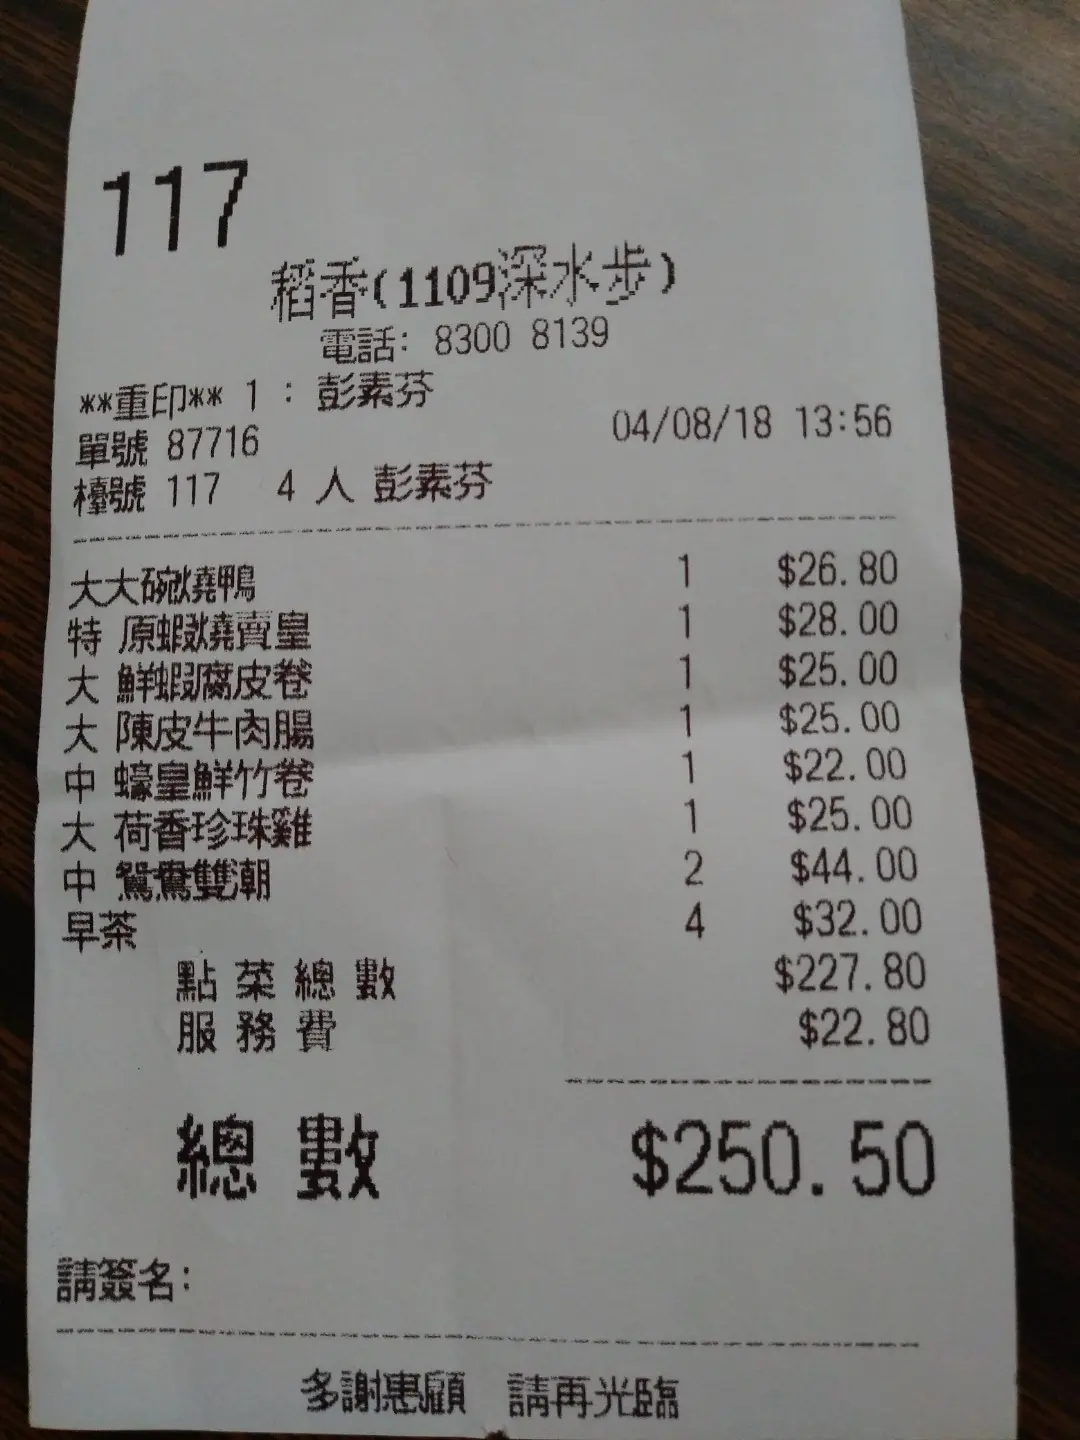 117
稻香(1109深水步)
電話: 8300 8139
**重印** 1 : 彭素芬
單號 87716 04/08/18 13:56
檯號 117 4 人 彭素芬
大大碗燒鴨 1 $26.80
特 原蝦燒賣皇 1 $28.00
大 鮮蝦腐皮卷 1 $25.00
大 陳皮牛肉腸 1 $25.00
中 蠔皇鮮竹卷 1 $22.00
大 荷香珍珠雞 1 $25.00
中 鴛鴦雙潮 2 $44.00
早茶 4 $32.00
點菜總數 $227.80
服務費 $22.80
總數 $250.50
請簽名:
多謝惠顧 請再光臨